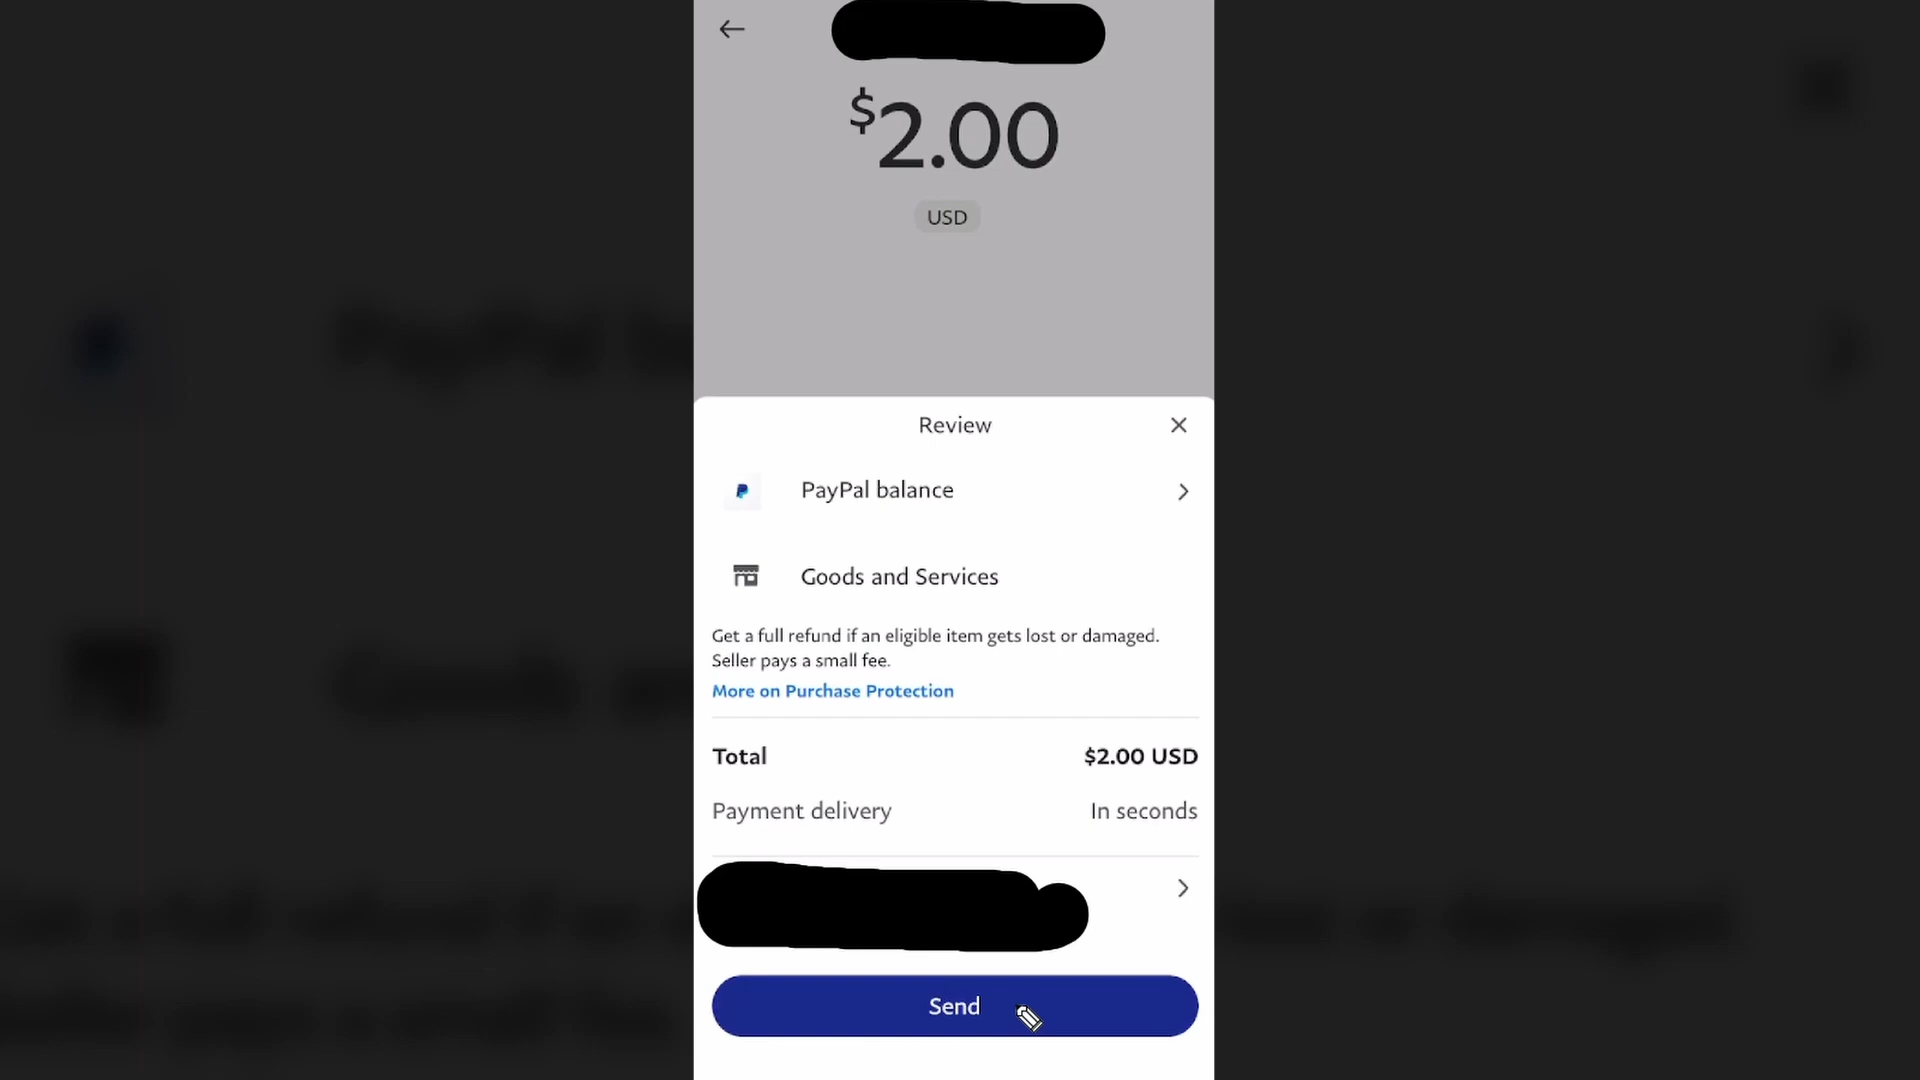 $2.00
USD
Review
PayPal balance
Goods and Services
Get a full refund if an eligible item gets lost or damaged.
Seller pays a small fee.
More on Purchase Protection
Total $2.00 USD
Payment delivery In seconds
Send